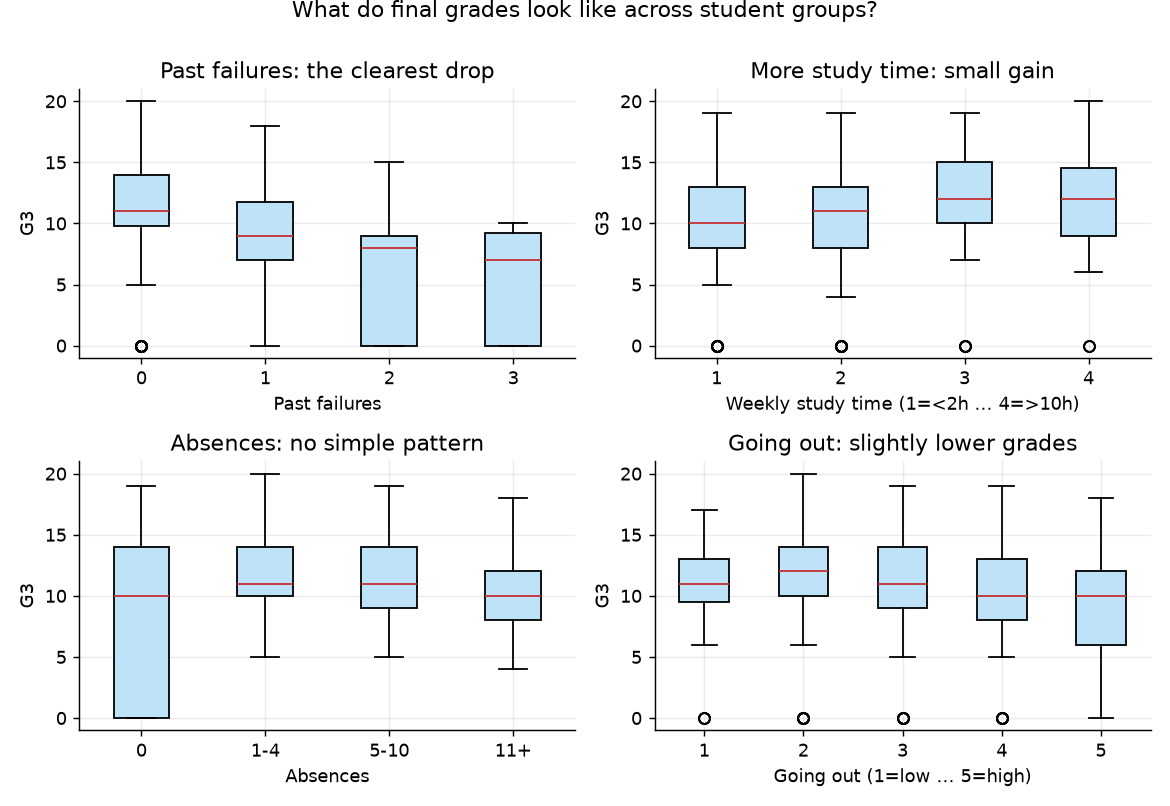 What do final grades look like across student groups?
Past failures: the clearest drop
20
15
10
5
0
G3
0 1 2 3
Past failures
More study time: small gain
20
15
10
5
0
G3
1 2 3 4
Weekly study time (1=<2h … 4=>10h)
Absences: no simple pattern
20
15
10
5
0
G3
0 1-4 5-10 11+
Absences
Going out: slightly lower grades
20
15
10
5
0
G3
1 2 3 4 5
Going out (1=low … 5=high)